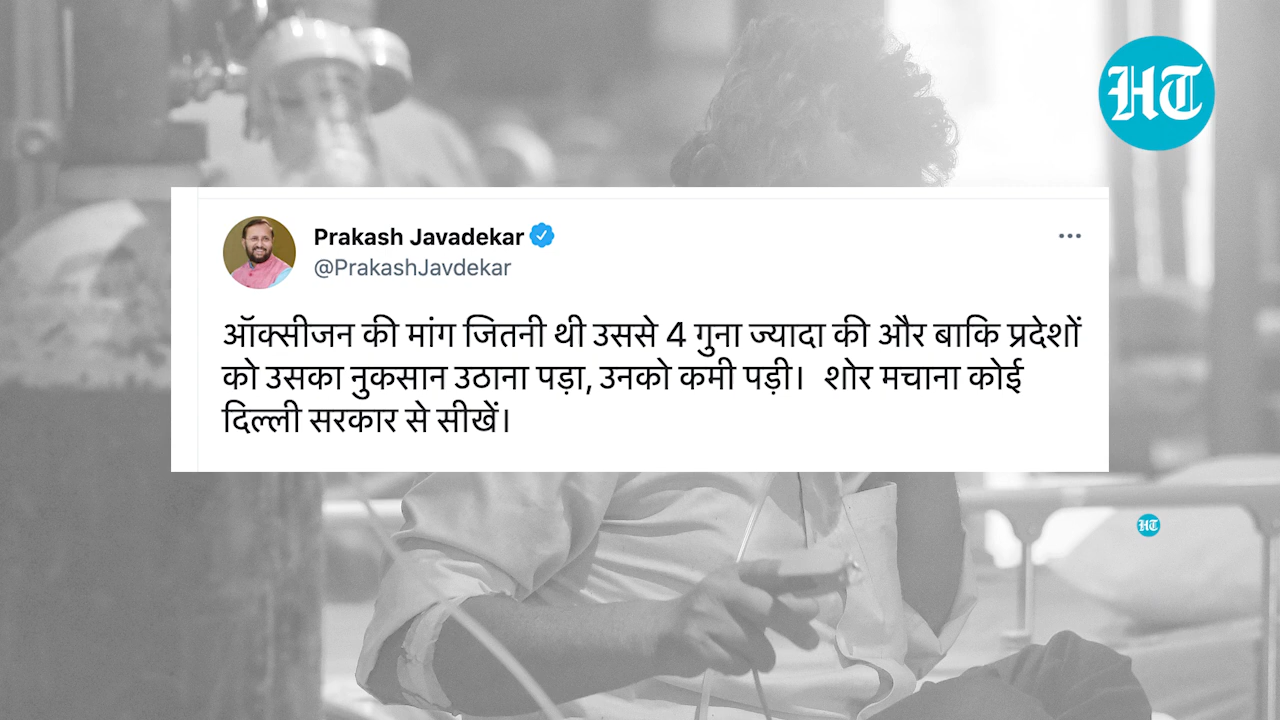 HT
Prakash Javadekar
@PrakashJavdekar
ऑक्सीजन की मांग जितनी थी उससे 4 गुना ज्यादा की और बाकि प्रदेशों
को उसका नुकसान उठाना पड़ा, उनको कमी पड़ी।  शोर मचाना कोई
दिल्ली सरकार से सीखें।
HT